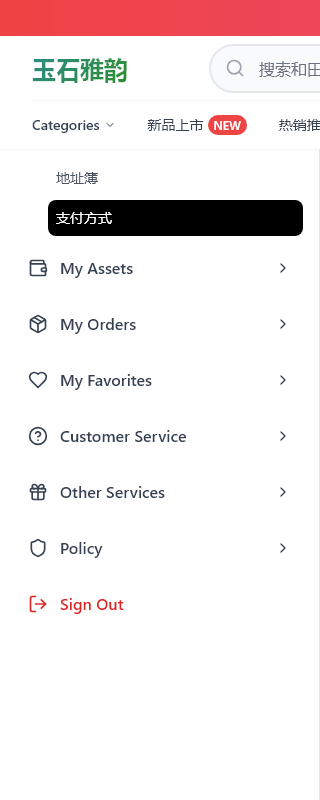 玉石雅韵
搜索和田
Categories 新品上市 NEW 热销推
地址簿
支付方式
My Assets
My Orders
My Favorites
Customer Service
Other Services
Policy
Sign Out